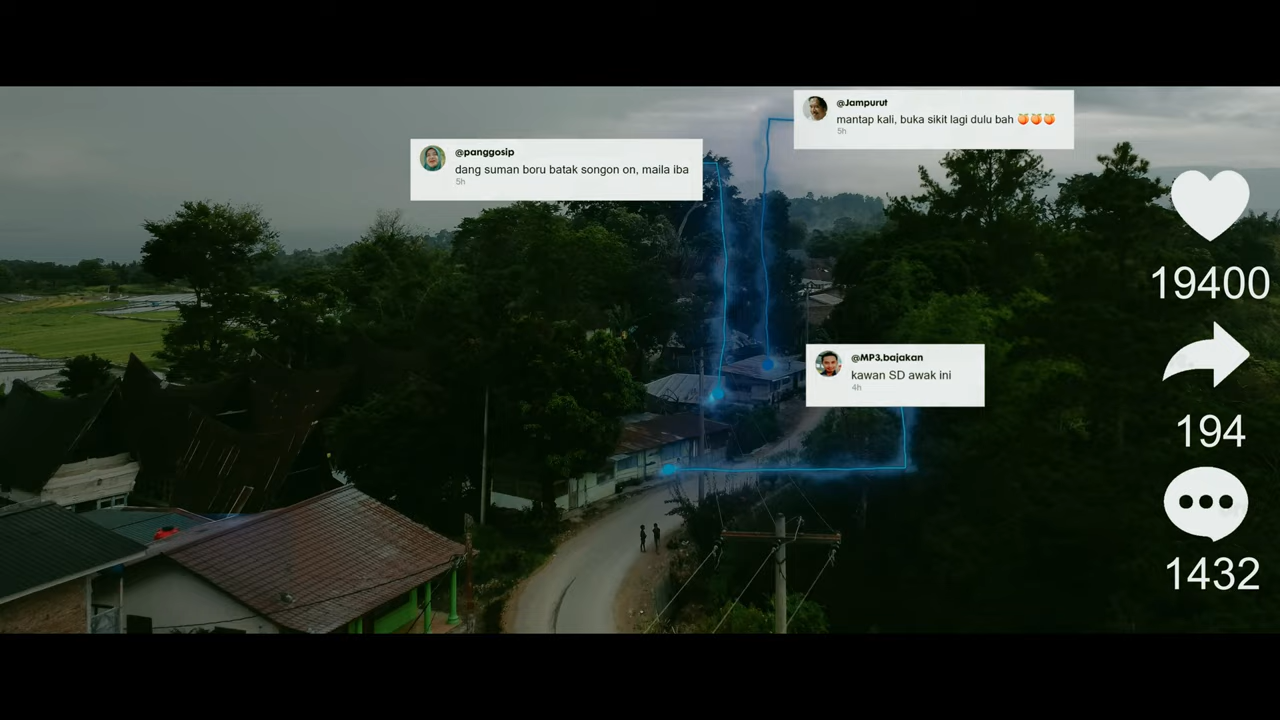 @Jampurut
mantap kali, buka sikit lagi dulu bah 🍑🍑🍑
5h
@panggosip
dang suman boru batak songon on, maila iba
5h
19400
@MP3.bajakan
kawan SD awak ini
4h
194
1432